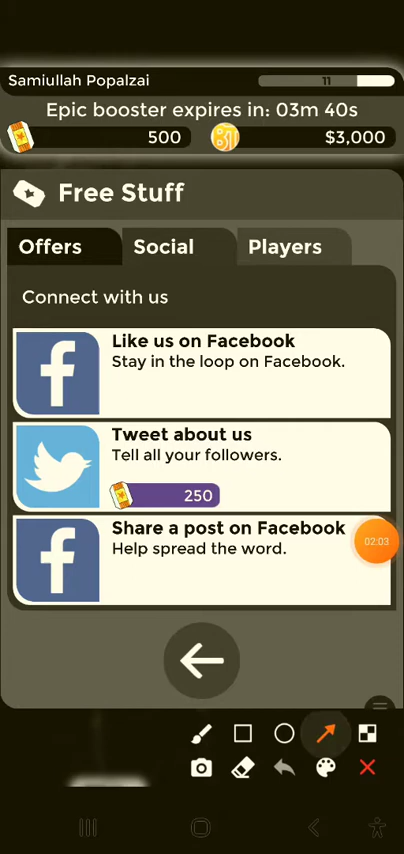 Samiullah Popalzai
11
Epic booster expires in: 03m 40s
500
$3,000
Free Stuff
Offers
Social
Players
Connect with us
Like us on Facebook
Stay in the loop on Facebook.
Tweet about us
Tell all your followers.
250
Share a post on Facebook
Help spread the word.
02:03